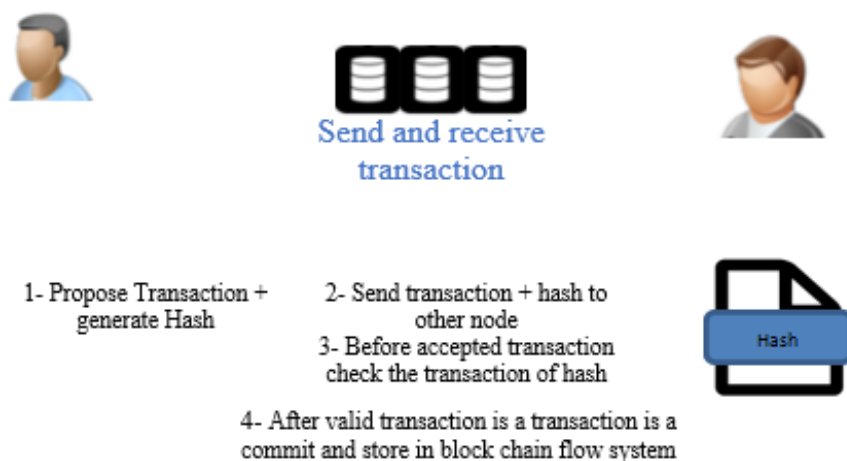 Send and receive
transaction
1- Propose Transaction +
generate Hash
2- Send transaction + hash to
other node
3- Before accepted transaction
check the transaction of hash
Hash
4- After valid transaction is a transaction is a
commit and store in block chain flow system